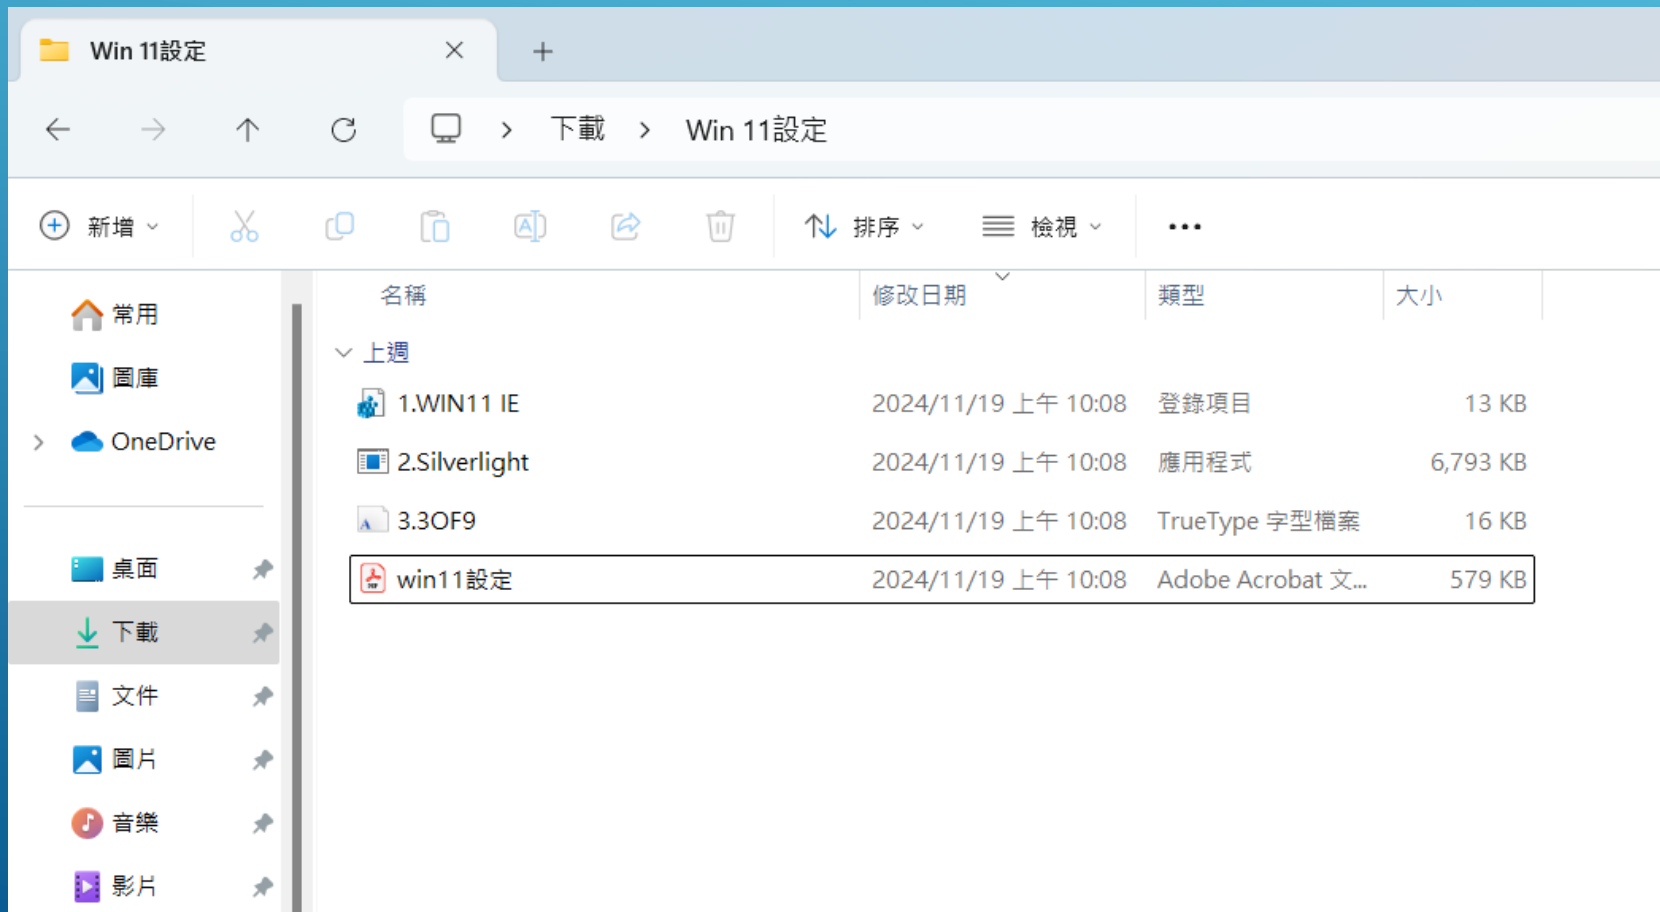 Win 11設定
下載 Win 11設定
新增 排序 檢視
常用
圖庫
OneDrive
桌面
下載
文件
圖片
音樂
影片
名稱 修改日期 類型 大小
上週
1.WIN11 IE 2024/11/19 上午 10:08 登錄項目 13 KB
2.Silverlight 2024/11/19 上午 10:08 應用程式 6,793 KB
3.3OF9 2024/11/19 上午 10:08 TrueType 字型檔案 16 KB
win11設定 2024/11/19 上午 10:08 Adobe Acrobat 文... 579 KB